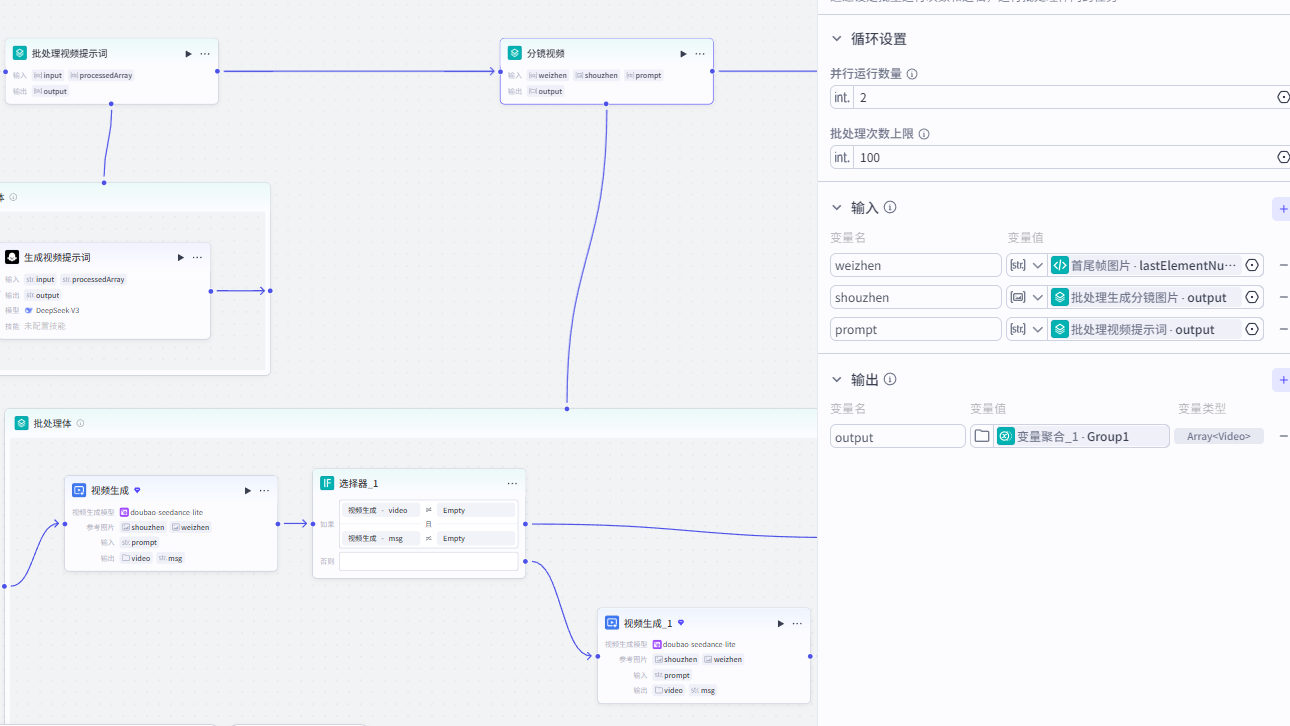 批处理视频提示词
输入 input processedArray
输出 output
分镜视频
输入 weizhen shouzhen prompt
输出 output
生成视频提示词
输入 str. input str. processedArray
输出 str. output
模型 DeepSeek V3
技能 未配置技能
批处理体
视频生成
视频生成模型 doubao-seedance-lite
参考图片 shouzhen weizhen
输入 str. prompt
输出 video str. msg
IF 选择器_1
如果 视频生成 - video ≠ Empty
且
视频生成 - msg ≠ Empty
否则
视频生成_1
视频生成模型 doubao-seedance-lite
参考图片 shouzhen weizhen
输入 str. prompt
输出 video str. msg
循环设置
并行运行数量
int. 2
批处理次数上限
int. 100
输入
变量名 变量值
weizhen [str.] 首尾帧图片 - lastElementNu···
shouzhen 批处理生成分镜图片 - output
prompt [str.] 批处理视频提示词 - output
输出
变量名 变量值 变量类型
output 变量聚合_1 - Group1 Array<Video>